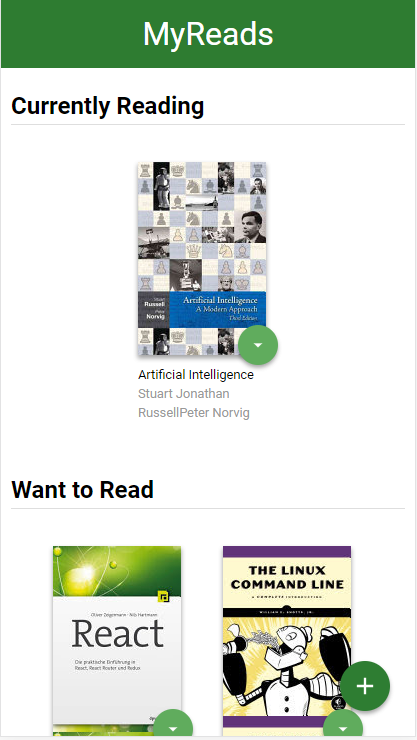 MyReads
Currently Reading
Stuart
Russell
Peter
Norvig
Artificial Intelligence
A Modern Approach
Third Edition
Artificial Intelligence
Stuart Jonathan
RussellPeter Norvig
Want to Read
Oliver Zeigermann · Nils Hartmann
React
Die praktische Einführung in
React, React Router und Redux
THE LINUX
COMMAND LINE
A COMPLETE INTRODUCTION
WILLIAM E. SHOTTS, JR.